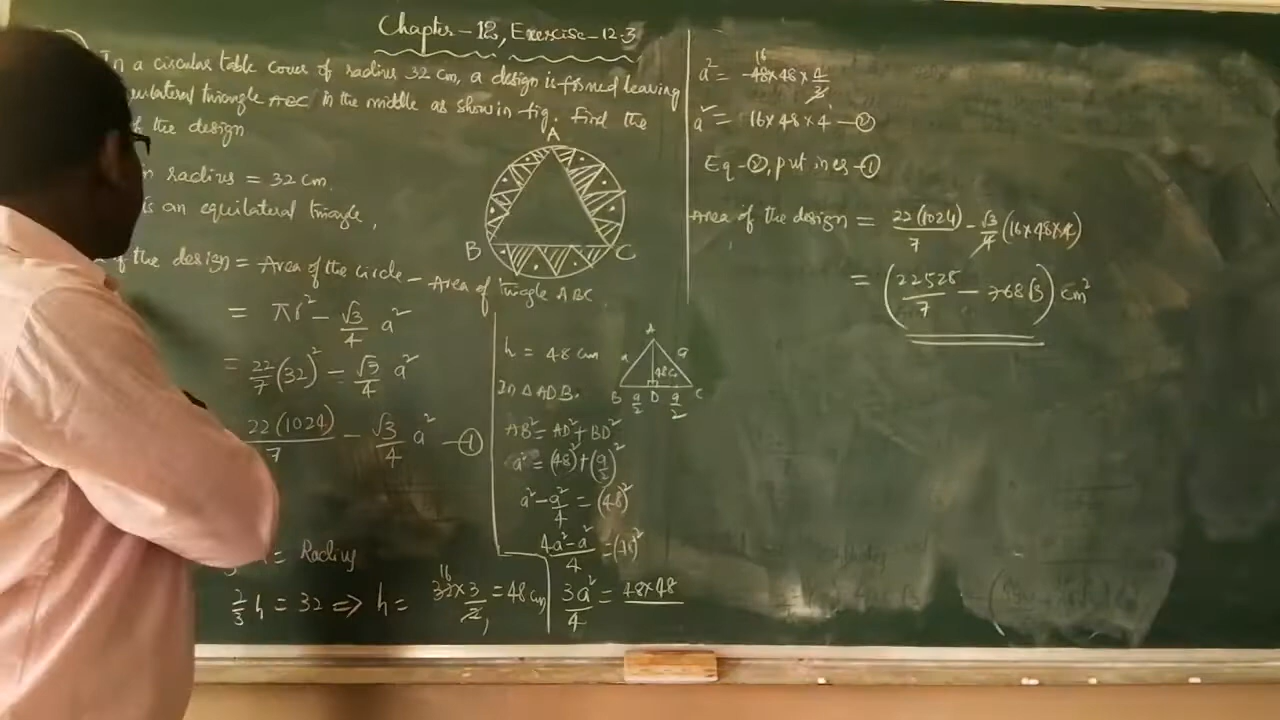 Chapter - 12, Exercise - 12.3
In a circular table cover of radius 32 cm, a design is formed leaving
triangle ABC in the middle as shown in fig. Find the
the design
radius = 32 cm.
is an equilateral triangle,
of the design = Area of the circle - Area of triangle ABC.
A
B
C
= πr² - √3/4 a²
= 22/7 (32)² - √3/4 a²
22(1024)/7 - √3/4 a² - ①
= Radius
2/3 h = 32 ⇒ h = 32 × 3/2 = 48 cm
16
h = 48 cm
In ∆ ADB,
AB² = AD² + BD²
a² = (48)² + (a/2)²
a² - a²/4 = (48)²
4a² - a²/4 = (48)²
3a²/4 = 48 × 48
A
a a
48cm
B a/2 D a/2 C
16
a² = 48 × 48 × 4/3
a² = 16 × 48 × 4 - ②
Eq - ②, put in eq - ①
Area of the design = 22(1024)/7 - √3/4 (16 × 48 × 4)
= (22528/7 - 768√3) cm²